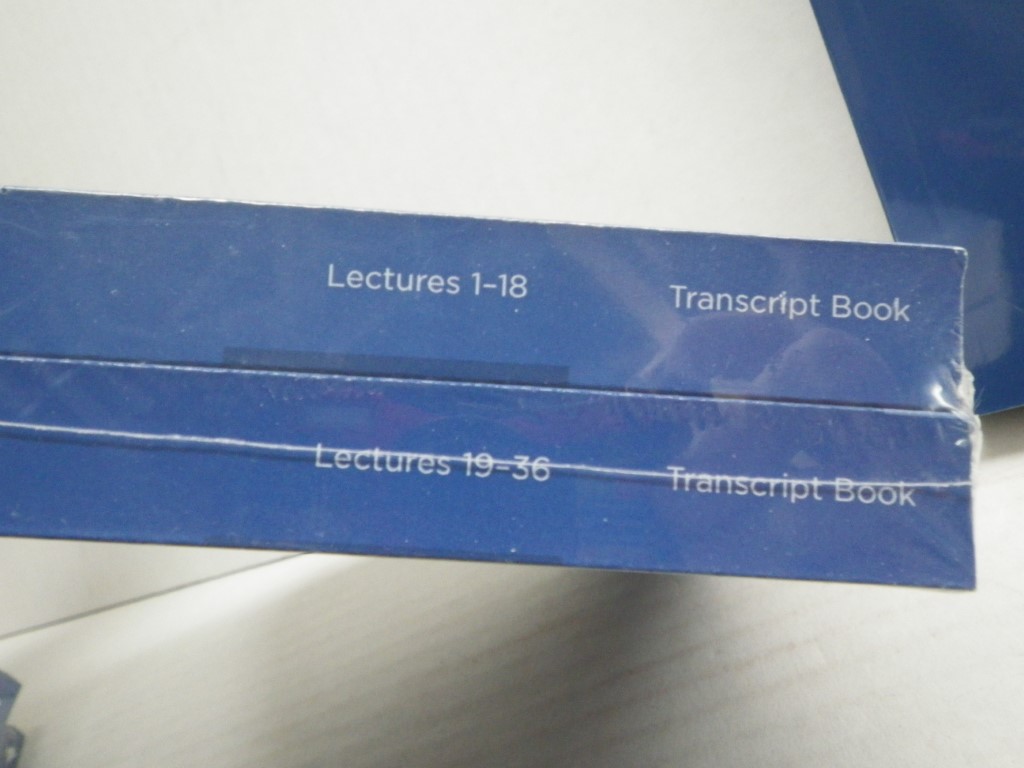 Lectures 1–18 Transcript Book
Lectures 19–36 Transcript Book